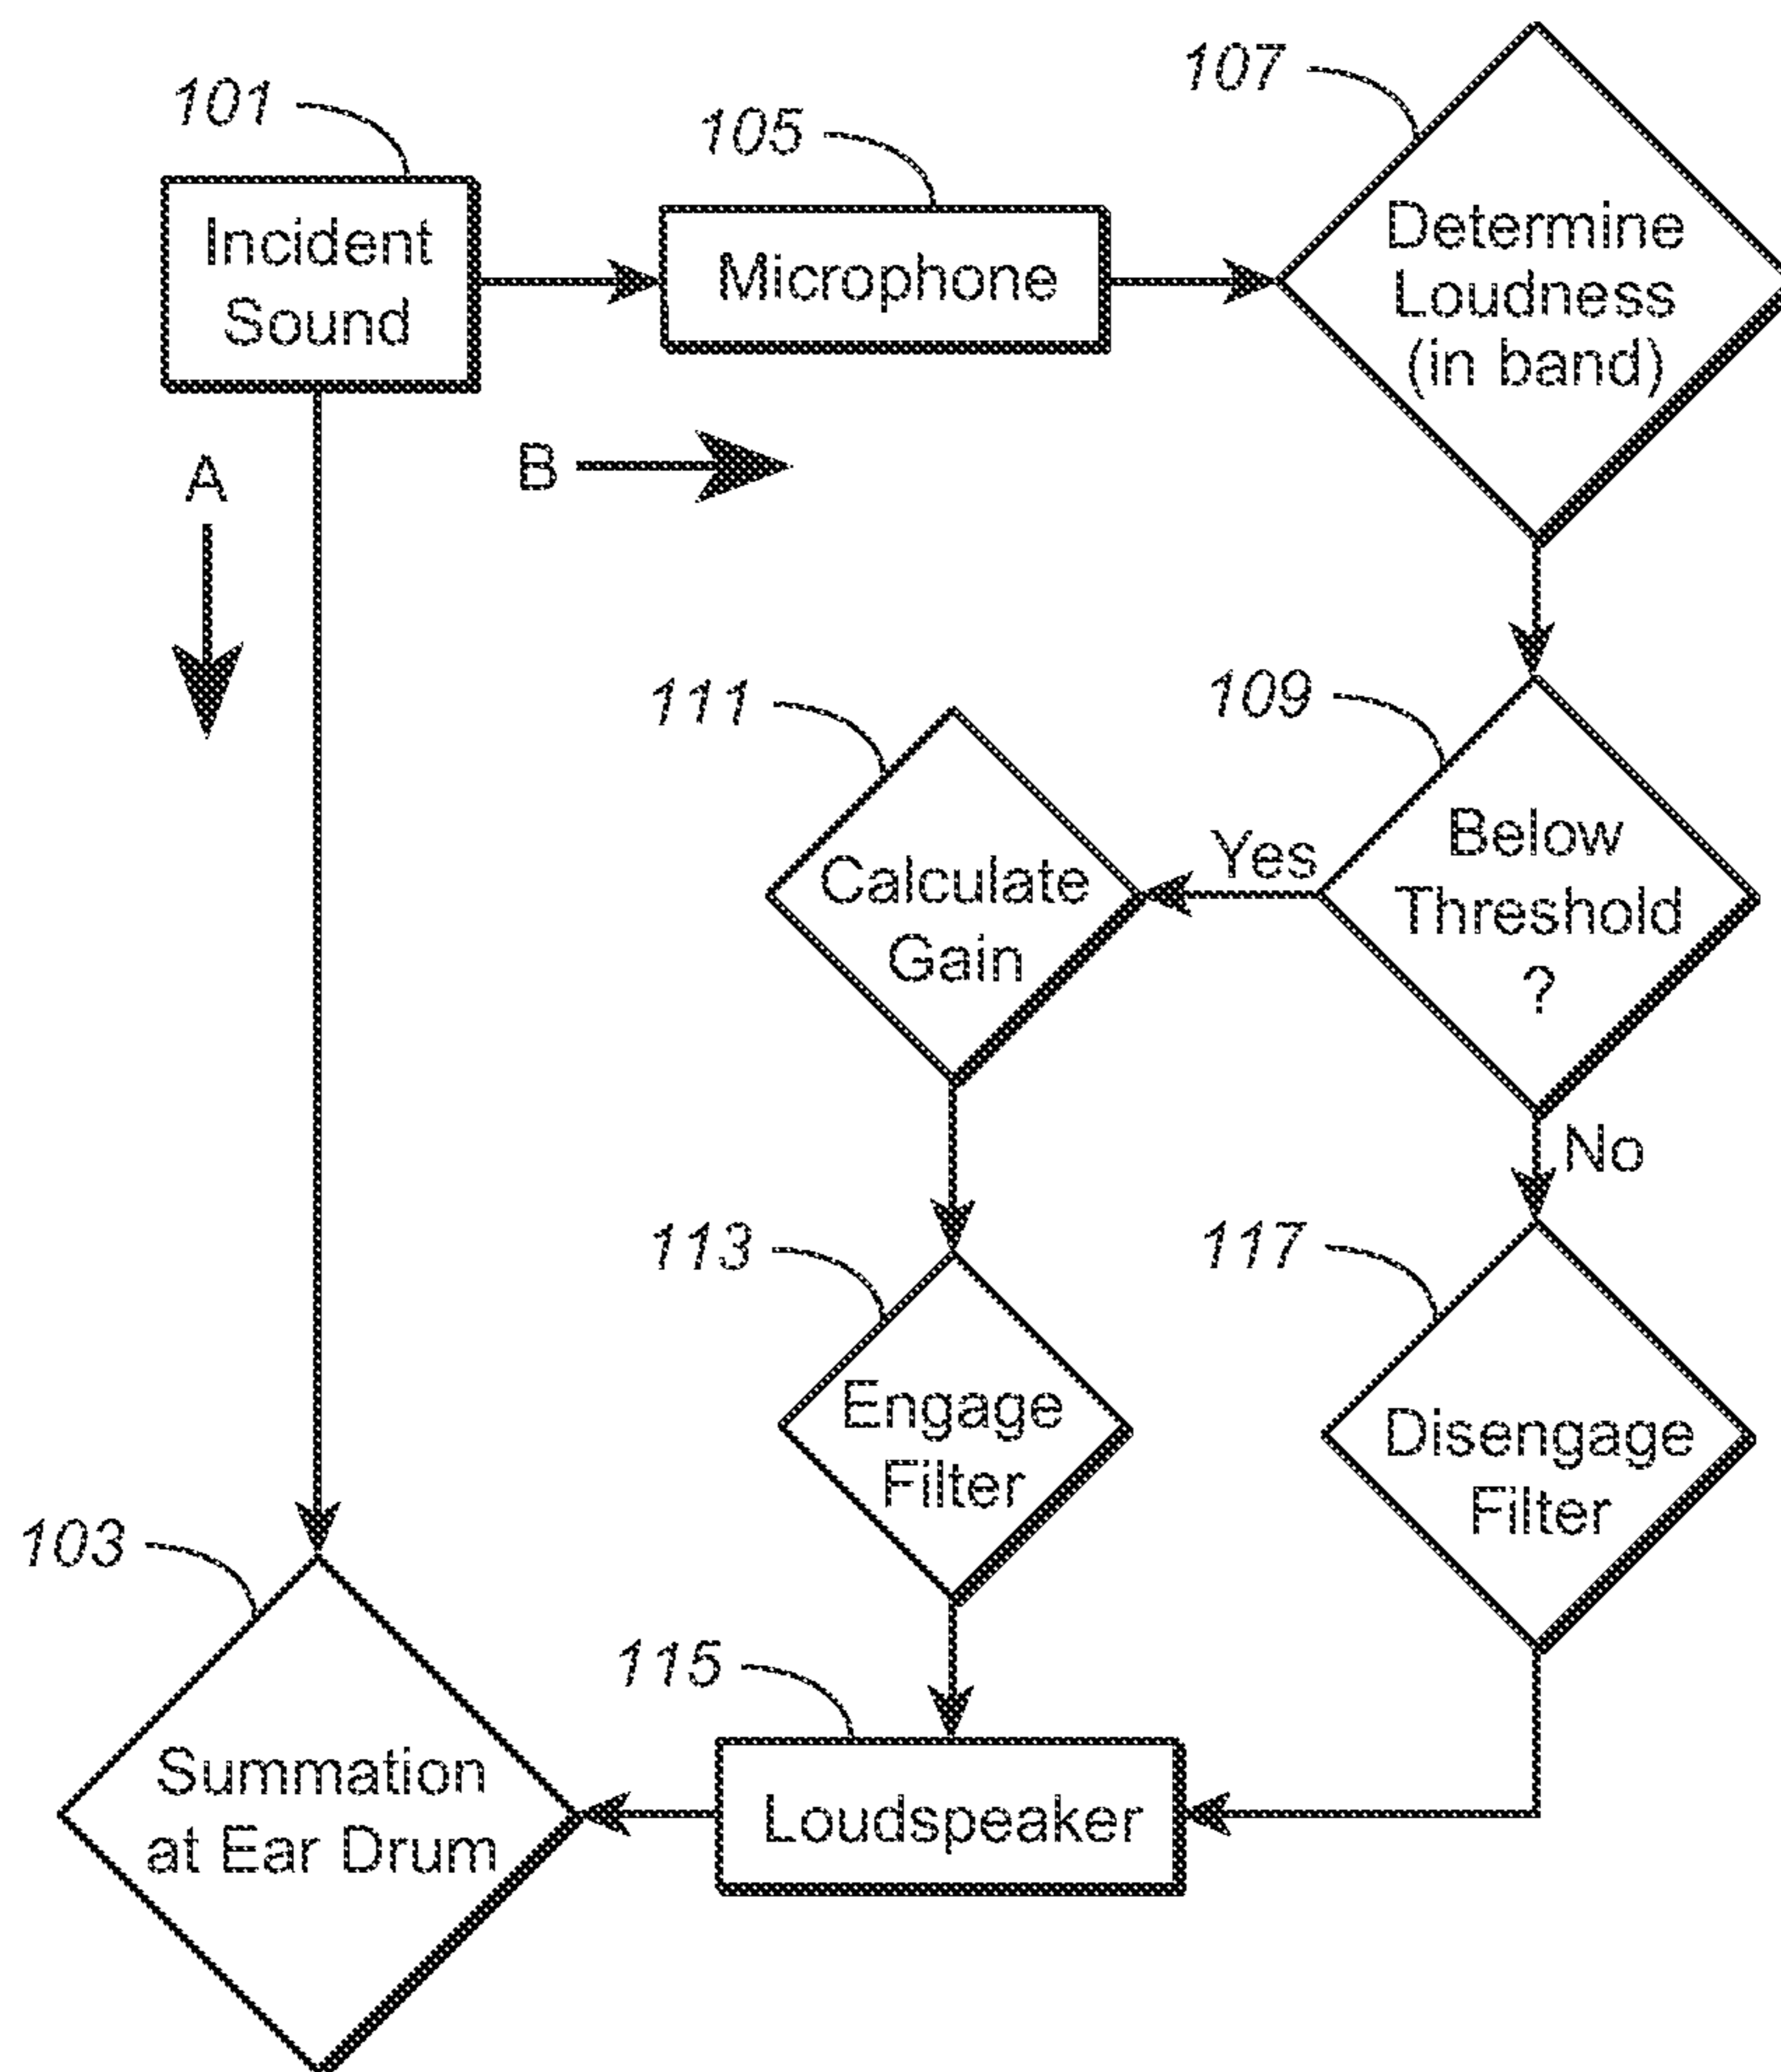 101
Incident
Sound
105
Microphone
107
Determine
Loudness
(in band)
A
B
109
Below
Threshold
?
Yes
No
111
Calculate
Gain
113
Engage
Filter
117
Disengage
Filter
115
Loudspeaker
103
Summation
at Ear Drum